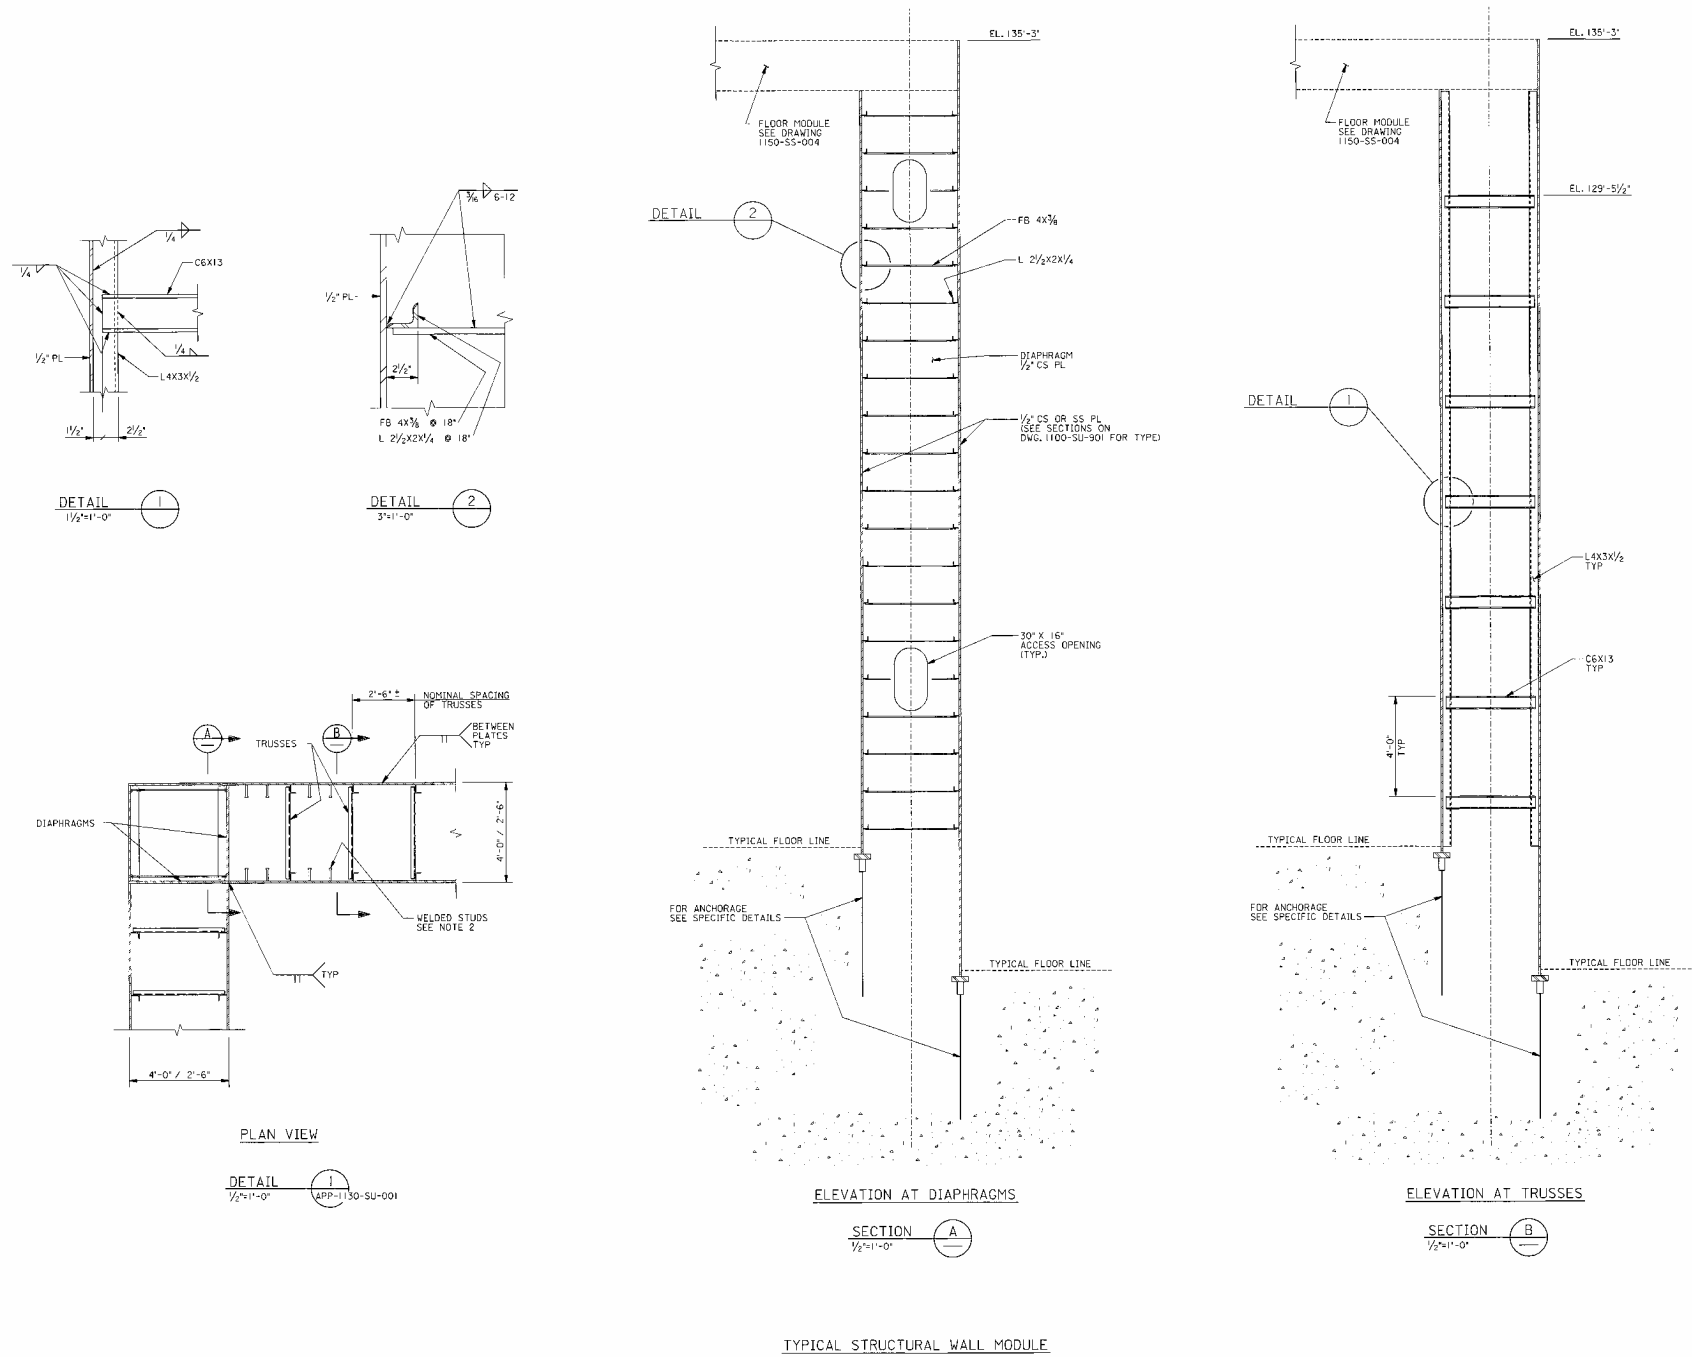 1/4
C6X13
1/4
1/2" PL
1/4
L4X3X1/2
1 1/2"
2 1/2"
DETAIL 1
1 1/2"=1'-0"
3/16 6-12
1/2" PL
2 1/2"
FB 4X3/8 @ 18"
L 2 1/2X2X1/4 @ 18"
DETAIL 2
3"=1'-0"
2'-6" ±
NOMINAL SPACING
OF TRUSSES
A
B
TRUSSES
BETWEEN
PLATES
TYP
DIAPHRAGMS
4'-0" / 2'-6"
WELDED STUDS
SEE NOTE 2
TYP
4'-0" / 2'-6"
PLAN VIEW
DETAIL 1
1/2"=1'-0"
APP-1130-SU-001
EL. 135'-3"
FLOOR MODULE
SEE DRAWING
1150-SS-004
DETAIL 2
FB 4X3/8
L 2 1/2X2X1/4
DIAPHRAGM
1/2" CS PL
1/2" CS OR SS PL
(SEE SECTIONS ON
DWG. 1100-SU-901 FOR TYPE)
30" X 16"
ACCESS OPENING
(TYP.)
TYPICAL FLOOR LINE
FOR ANCHORAGE
SEE SPECIFIC DETAILS
TYPICAL FLOOR LINE
ELEVATION AT DIAPHRAGMS
SECTION A
1/2"=1'-0"
EL. 135'-3"
FLOOR MODULE
SEE DRAWING
1150-SS-004
EL. 129'-5 1/2"
DETAIL 1
L4X3X1/2
TYP
C6X13
TYP
4'-0"
TYP
TYPICAL FLOOR LINE
FOR ANCHORAGE
SEE SPECIFIC DETAILS
TYPICAL FLOOR LINE
ELEVATION AT TRUSSES
SECTION B
1/2"=1'-0"
TYPICAL STRUCTURAL WALL MODULE